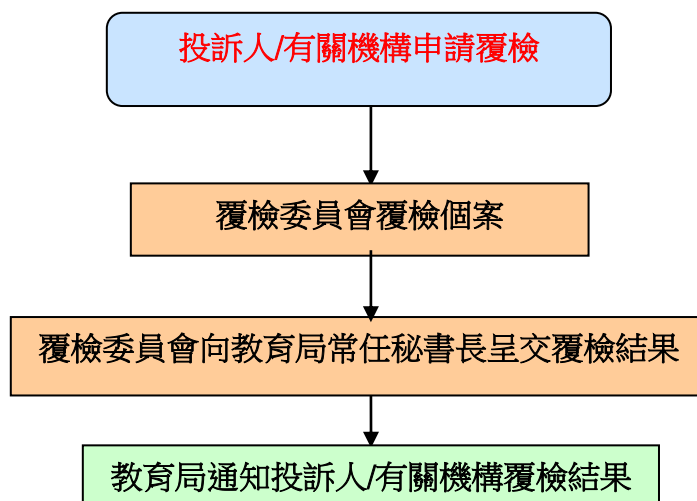 投訴人/有關機構申請覆檢
覆檢委員會覆檢個案
覆檢委員會向教育局常任秘書長呈交覆檢結果
教育局通知投訴人/有關機構覆檢結果